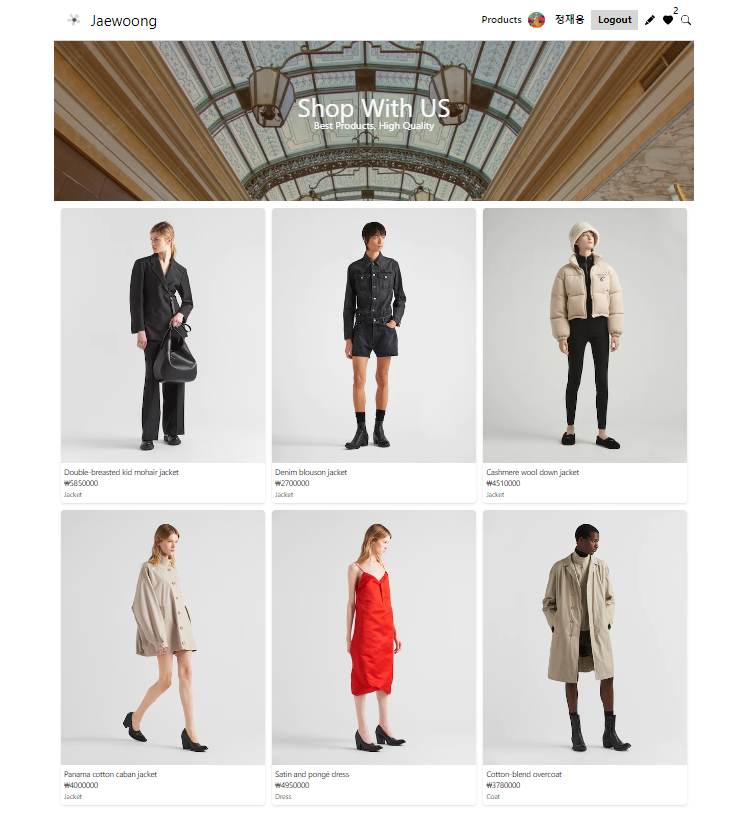 Jaewoong
Products 정재웅 Logout 2
Shop With US
Best Products, High Quality
Double-breasted kid mohair jacket
₩5850000
Jacket
Denim blouson jacket
₩2700000
Jacket
Cashmere wool down jacket
₩4510000
Jacket
Panama cotton caban jacket
₩4000000
Jacket
Satin and pongé dress
₩4950000
Dress
Cotton-blend overcoat
₩3780000
Coat